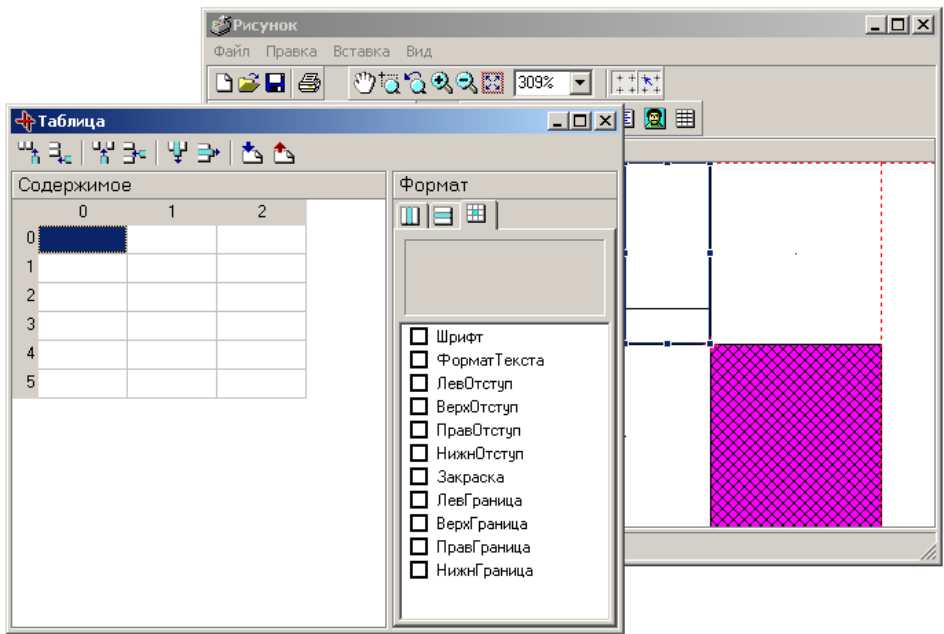 Рисунок
Файл Правка Вставка Вид
309%
Таблица
Содержимое
Формат
0 1 2
0
1
2
3
4
5
Шрифт
ФорматТекста
ЛевОтступ
ВерхОтступ
ПравОтступ
НижнОтступ
Закраска
ЛевГраница
ВерхГраница
ПравГраница
НижнГраница